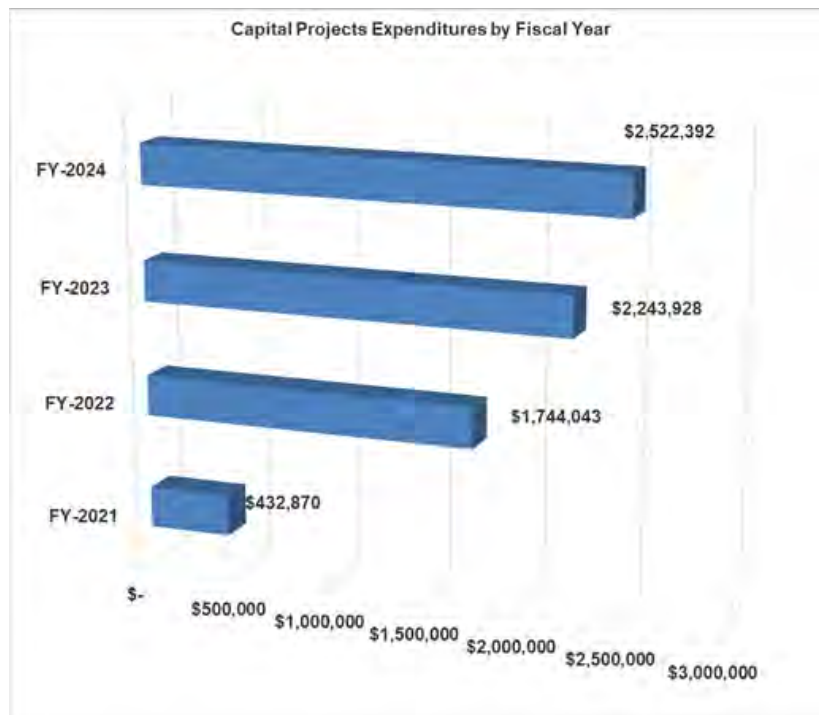 Capital Projects Expenditures by Fiscal Year
$2,522,392
FY-2024
FY-2023
$2,243,928
FY-2022
$1,744,043
FY-2021
$432,870
$-
$500,000
$1,000,000
$1,500,000
$2,000,000
$2,500,000
$3,000,000